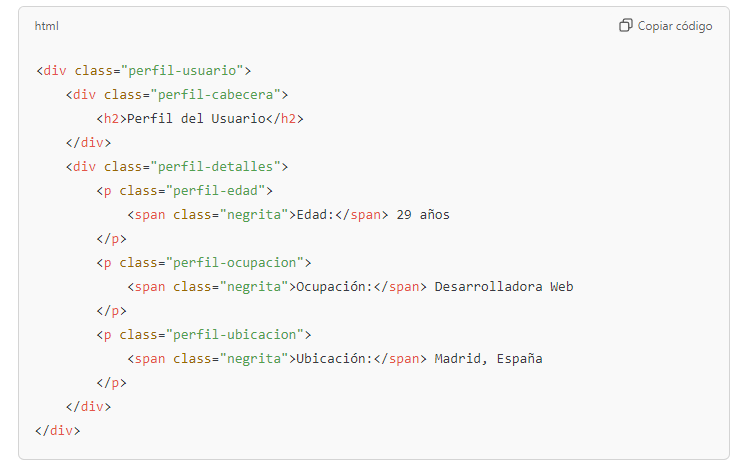 html
Copiar código
<div class="perfil-usuario">
    <div class="perfil-cabecera">
        <h2>Perfil del Usuario</h2>
    </div>
    <div class="perfil-detalles">
        <p class="perfil-edad">
            <span class="negrita">Edad:</span> 29 años
        </p>
        <p class="perfil-ocupacion">
            <span class="negrita">Ocupación:</span> Desarrolladora Web
        </p>
        <p class="perfil-ubicacion">
            <span class="negrita">Ubicación:</span> Madrid, España
        </p>
    </div>
</div>